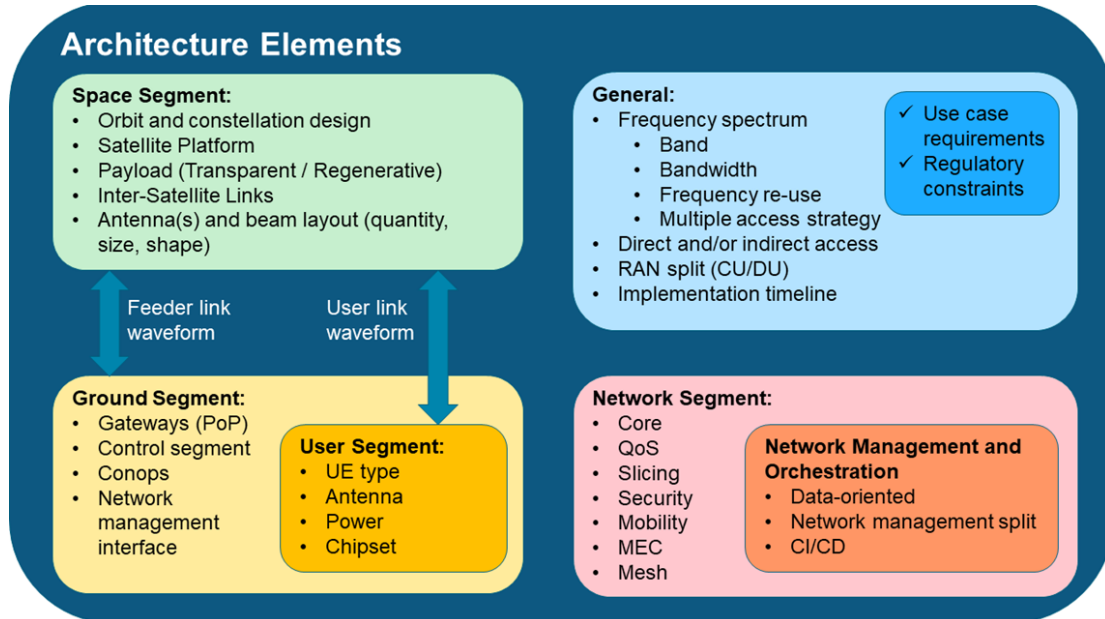 Architecture Elements
Space Segment:
• Orbit and constellation design
• Satellite Platform
• Payload (Transparent / Regenerative)
• Inter-Satellite Links
• Antenna(s) and beam layout (quantity,
size, shape)
General:
• Frequency spectrum
• Band
• Bandwidth
• Frequency re-use
• Multiple access strategy
• Direct and/or indirect access
• RAN split (CU/DU)
• Implementation timeline
✓ Use case
requirements
✓ Regulatory
constraints
Feeder link
waveform
User link
waveform
Ground Segment:
• Gateways (PoP)
• Control segment
• Conops
• Network
management
interface
User Segment:
• UE type
• Antenna
• Power
• Chipset
Network Segment:
• Core
• QoS
• Slicing
• Security
• Mobility
• MEC
• Mesh
Network Management and
Orchestration
• Data-oriented
• Network management split
• CI/CD